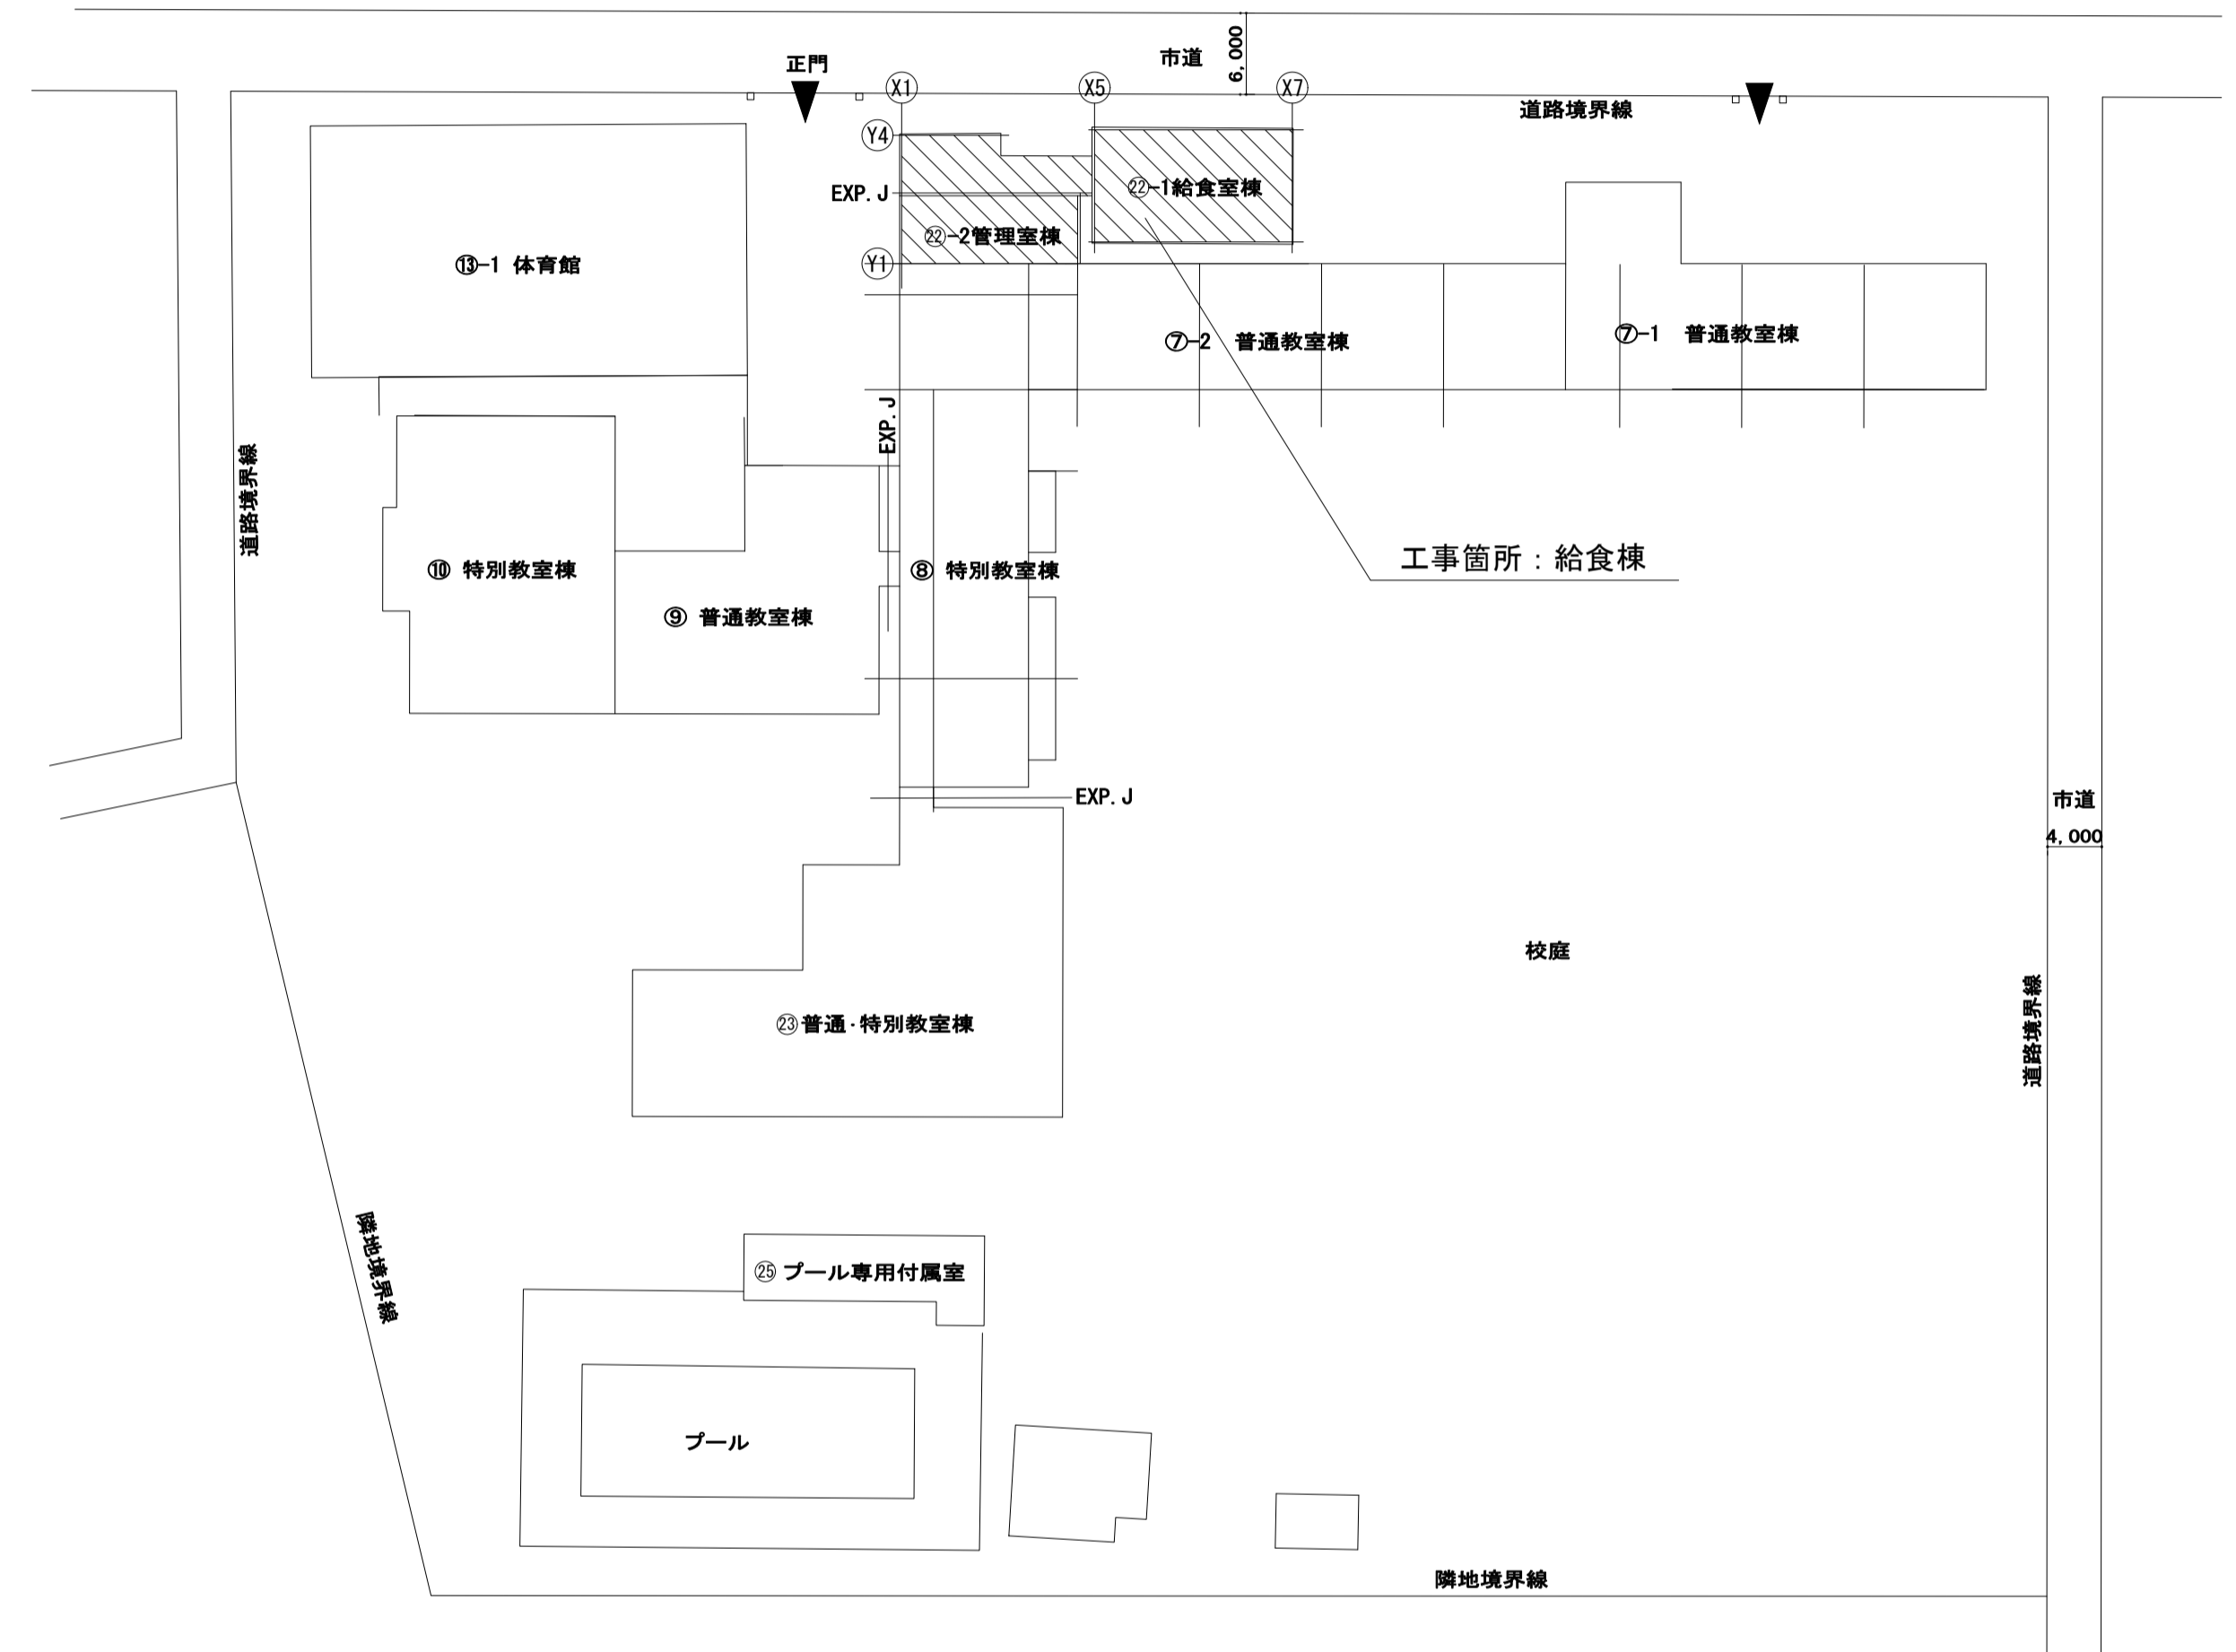 6,000
市道
正門
X1
X5
X7
道路境界線
Y4
EXP. J
㉒-1給食室棟
㉒-2管理室棟
Y1
⑬-1 体育館
⑦-2 普通教室棟
⑦-1 普通教室棟
EXP. J
道路境界線
工事箇所：給食棟
⑩ 特別教室棟
⑧ 特別教室棟
⑨ 普通教室棟
EXP. J
市道
4,000
校庭
㉓普通・特別教室棟
道路境界線
隣地境界線
㉕ プール専用付属室
プール
隣地境界線